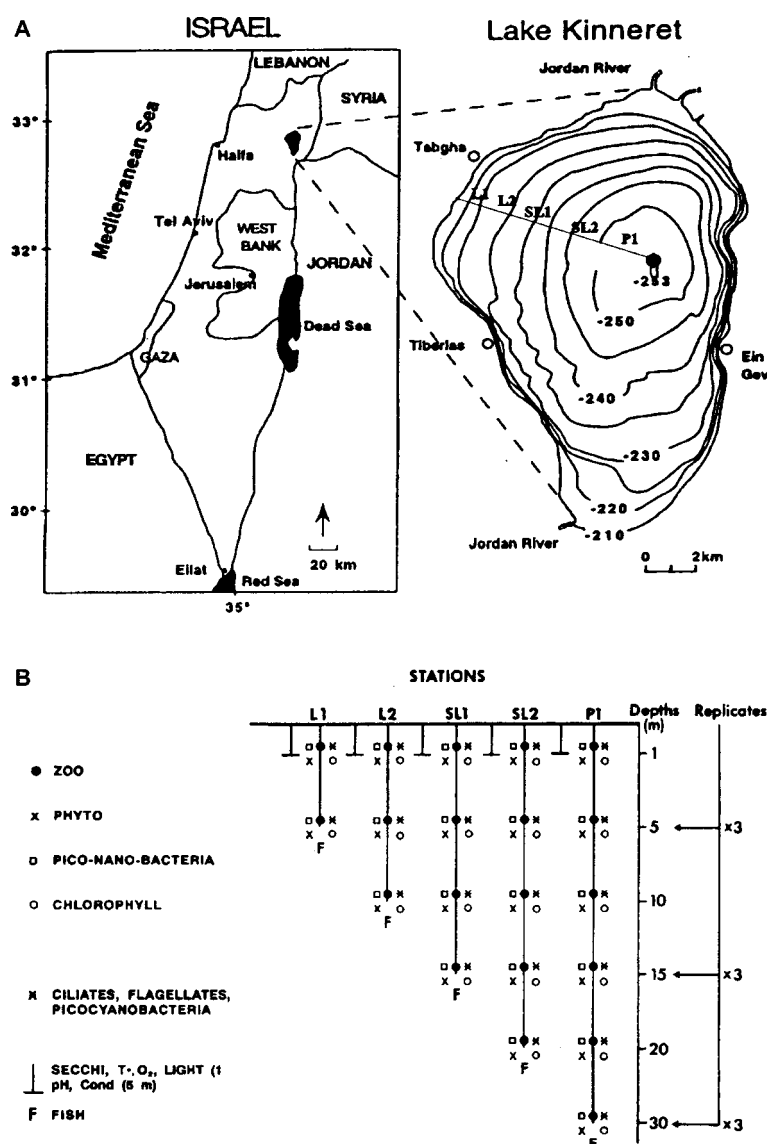 A
ISRAEL
Lake Kinneret
LEBANON
SYRIA
Jordan River
33°
Mediterranean Sea
Haifa
Tabgha
L1
L2
SL1
SL2
P1
Tel Aviv
WEST
BANK
32°
JORDAN
Jerusalem
-253
-250
Dead Sea
Tiberias
GAZA
Ein
Gev
31°
-240
EGYPT
-230
30°
-220
-210
20 km
Jordan River
Eilat
Red Sea
0 2km
35°
B
STATIONS
L1 L2 SL1 SL2 P1 Depths Replicates
(m)
1
● ZOO
x PHYTO
5 x3
F
□ PICO-NANO-BACTERIA
10
○ CHLOROPHYLL
F
15 x3
F
CILIATES, FLAGELLATES,
PICOCYANOBACTERIA
20
F
SECCHI, T°, O₂, LIGHT (1
pH, Cond (5 m)
F FISH
30 x3
F